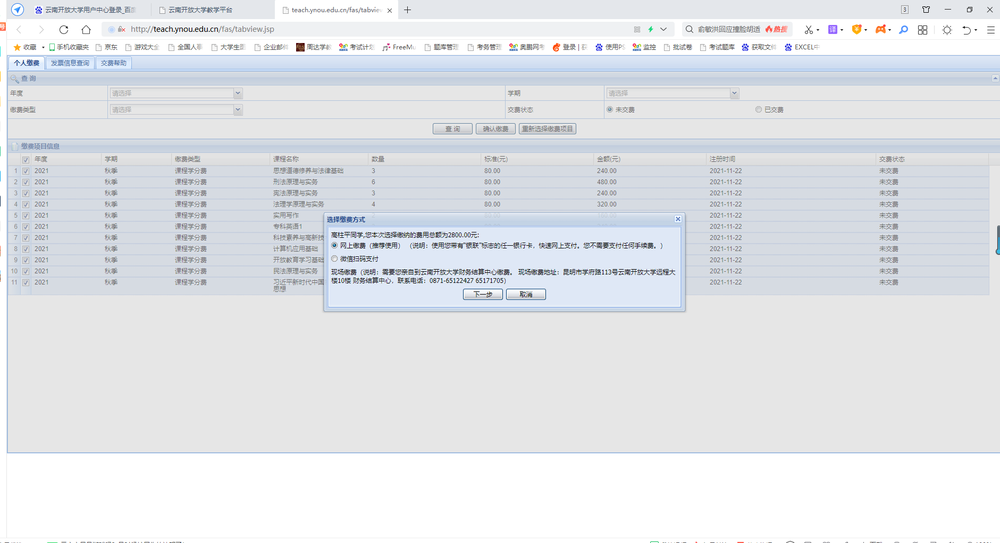 云南开放大学用户中心登录_百度
云南开放大学教学平台
teach.ynou.edu.cn/fas/tabview
3
号
http://teach.ynou.edu.cn/fas/tabview.jsp
俞敏洪回应撞脸胡适
热搜
译
收藏
手机收藏夹
京东
游戏大全
全国人事
大学生图
企业邮件
周达学教
考试计划
FreeMu
题库管理
考务管理
奥鹏网考
登录 | 获
使用PS
监控
批试卷
考试题库
获取文件
EXCEL中
个人缴费
发票信息查询
交费帮助
查 询
年度 请选择 学期 请选择
缴费类型 请选择 交费状态 未交费 已交费
查 询 确认缴费 重新选择缴费项目
缴费项目信息
年度 学期 缴费类型 课程名称 数量 标准(元) 金额(元) 注册时间 交费状态
1 2021 秋季 课程学分费 思想道德修养与法律基础 3 80.00 240.00 2021-11-22 未交费
2 2021 秋季 课程学分费 刑法原理与实务 6 80.00 480.00 2021-11-22 未交费
3 2021 秋季 课程学分费 宪法原理与实务 3 80.00 240.00 2021-11-22 未交费
4 2021 秋季 课程学分费 法理学原理与实务 4 80.00 320.00 2021-11-22 未交费
5 2021 秋季 课程学分费 实用写作 2 80.00 160.00 2021-11-22 未交费
6 2021 秋季 课程学分费 专科英语1 2021-11-22 未交费
7 2021 秋季 课程学分费 科技素养与高新技 2021-11-22 未交费
8 2021 秋季 课程学分费 计算机应用基础 2021-11-22 未交费
9 2021 秋季 课程学分费 开放教育学习基础 2021-11-22 未交费
10 2021 秋季 课程学分费 民法原理与实务 2021-11-22 未交费
11 2021 秋季 课程学分费 习近平新时代中国 2021-11-22 未交费
思想
选择缴费方式
高柱平同学,您本次选择缴纳的费用总额为2800.00元:
网上缴费（推荐使用） （说明：使用您带有“银联”标志的任一银行卡，快速网上支付。您不需要支付任何手续费。）
微信扫码支付
现场缴费（说明：需要您亲自到云南开放大学财务结算中心缴费。 现场缴费地址：昆明市学府路113号云南开放大学远程大
楼10楼 财务结算中心，联系电话：0871-65122427 65171705）
下一步 取消